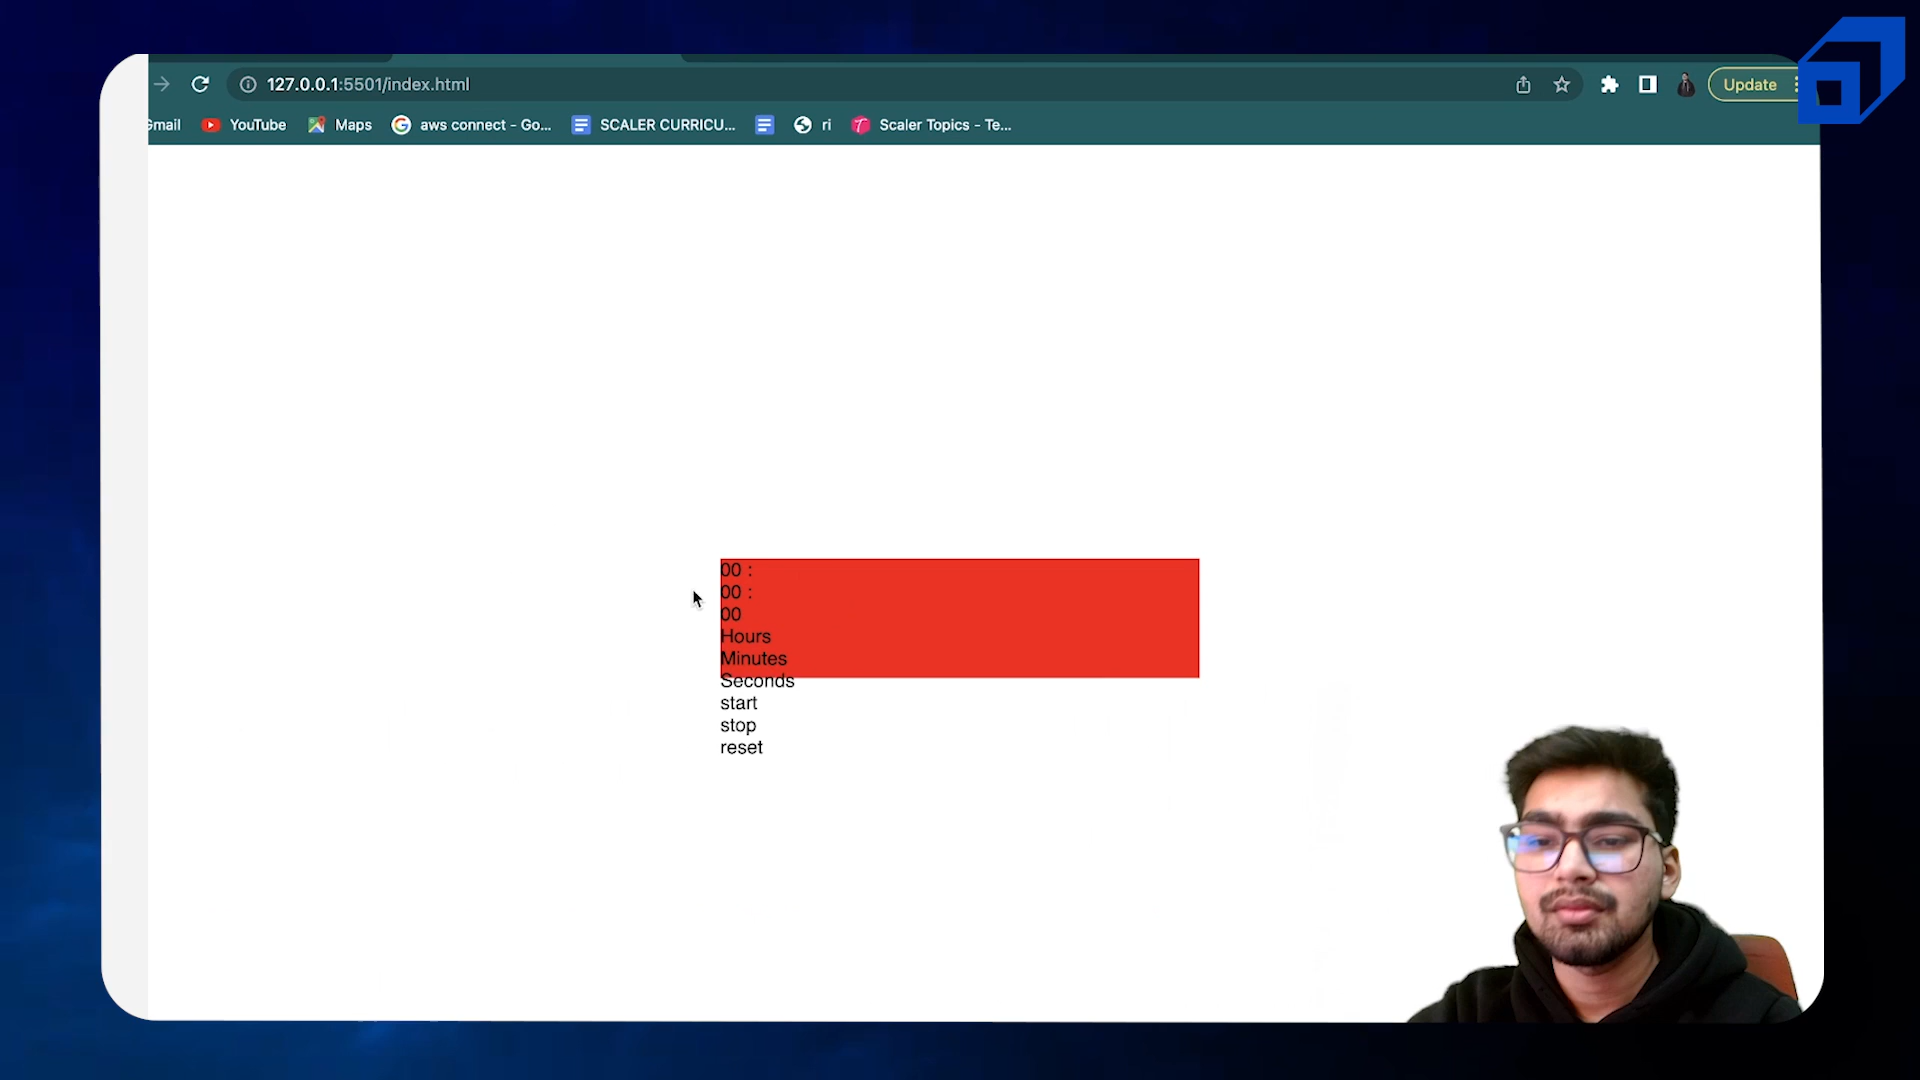 127.0.0.1:5501/index.html
Update
Gmail YouTube Maps aws connect - Go... SCALER CURRICU... ri Scaler Topics - Te...
00 :
00 :
00
Hours
Minutes
Seconds
start
stop
reset